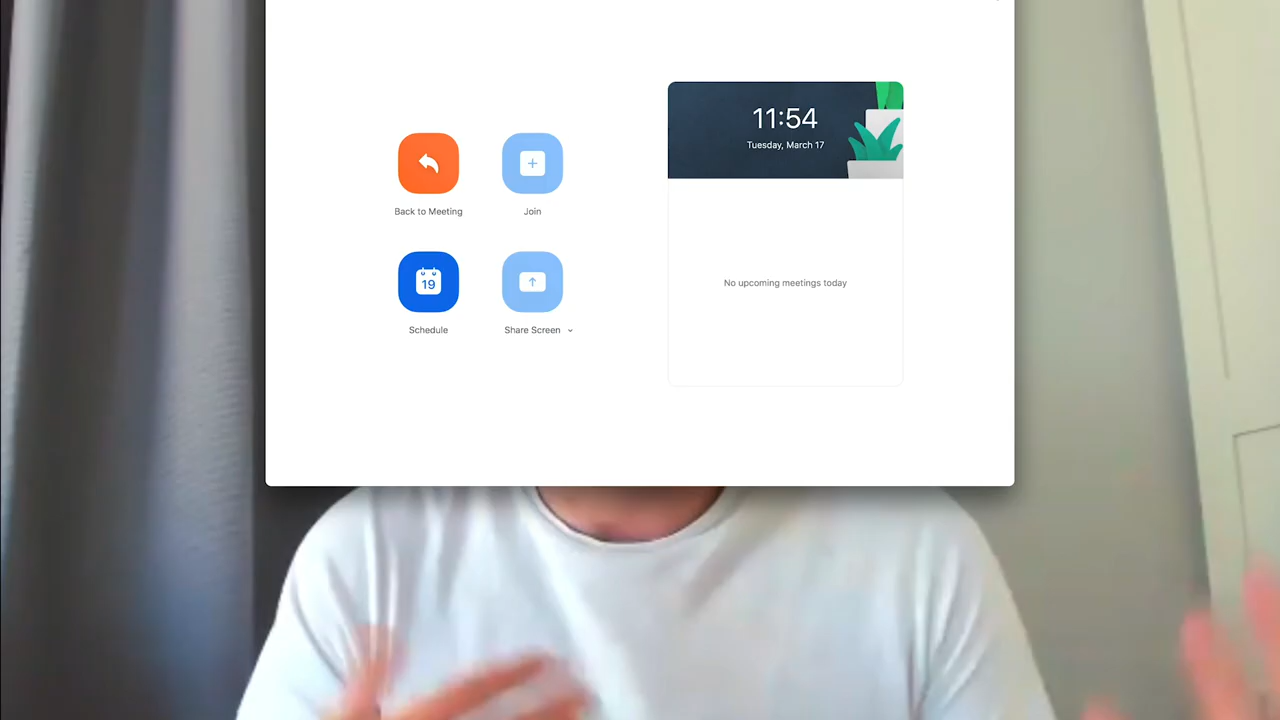 Back to Meeting
Join
19
Schedule
Share Screen
11:54
Tuesday, March 17
No upcoming meetings today